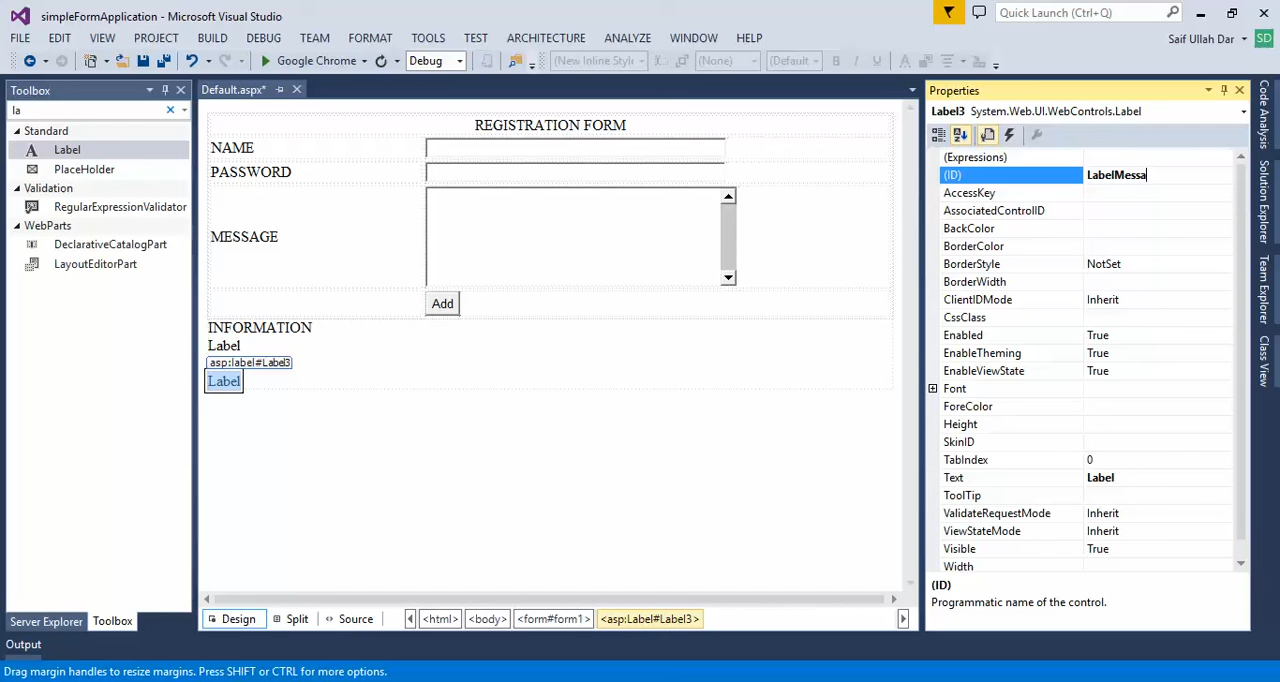 simpleFormApplication - Microsoft Visual Studio
Quick Launch (Ctrl+Q)
FILE EDIT VIEW PROJECT BUILD DEBUG TEAM FORMAT TOOLS TEST ARCHITECTURE ANALYZE WINDOW HELP
Saif Ullah Dar SD
Google Chrome Debug (New Inline Style (None) (Default B I U A
Toolbox
la
Standard
A Label
PlaceHolder
Validation
RegularExpressionValidator
WebParts
DeclarativeCatalogPart
LayoutEditorPart
Server Explorer Toolbox
Default.aspx*
REGISTRATION FORM
NAME
PASSWORD
MESSAGE
Add
INFORMATION
Label
asp:label#Label3
Label
Design Split Source <html> <body> <form#form1> <asp:Label#Label3>
Properties
Label3 System.Web.UI.WebControls.Label
(Expressions)
(ID) LabelMessa
AccessKey
AssociatedControlID
BackColor
BorderColor
BorderStyle NotSet
BorderWidth
ClientIDMode Inherit
CssClass
Enabled True
EnableTheming True
EnableViewState True
Font
ForeColor
Height
SkinID
TabIndex 0
Text Label
ToolTip
ValidateRequestMode Inherit
ViewStateMode Inherit
Visible True
Width
(ID)
Programmatic name of the control.
Code Analysis
Solution Explorer
Team Explorer
Class View
Output
Drag margin handles to resize margins. Press SHIFT or CTRL for more options.